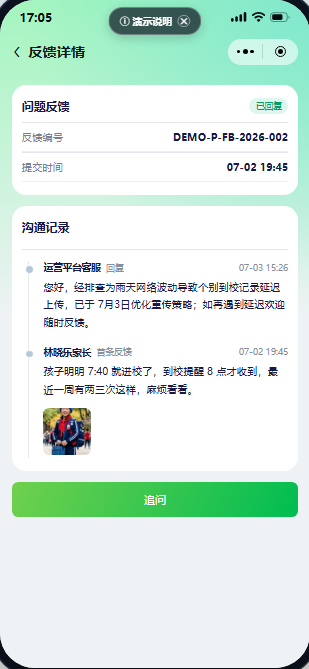 17:05
演示说明
反馈详情
问题反馈
已回复
反馈编号 DEMO-P-FB-2026-002
提交时间 07-02 19:45
沟通记录
运营平台客服 回复 07-03 15:26
您好，经排查为雨天网络波动导致个别到校记录延迟
上传，已于 7月3日优化重传策略；如再遇到延迟欢迎
随时反馈。
林晓乐家长 首条反馈 07-02 19:45
孩子明明 7:40 就进校了，到校提醒 8 点才收到，最
近一周有两三次这样，麻烦看看。
追问